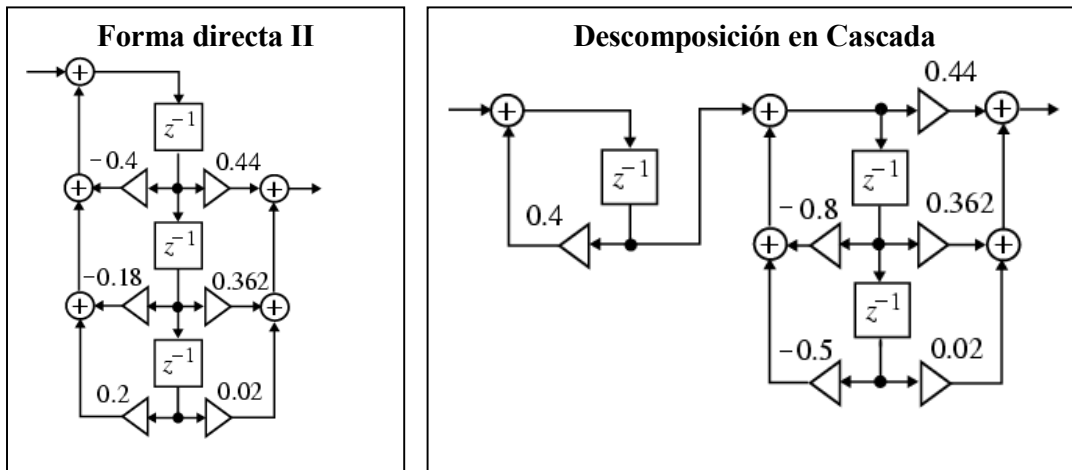 Forma directa II
z⁻¹
−0.4
0.44
z⁻¹
−0.18
0.362
z⁻¹
0.2
0.02
Descomposición en Cascada
0.44
z⁻¹
0.4
z⁻¹
−0.8
0.362
z⁻¹
−0.5
0.02